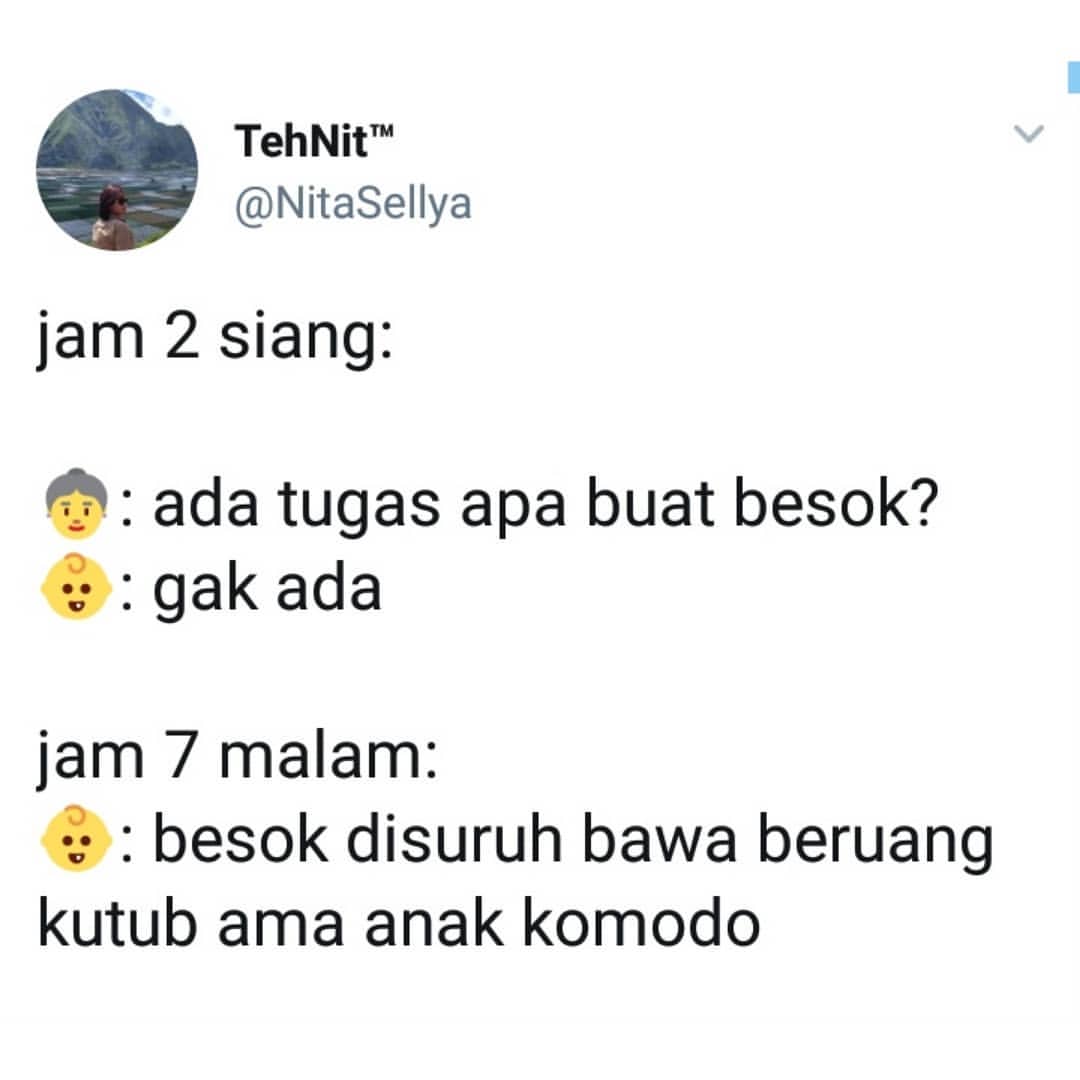 TehNit™
@NitaSellya
jam 2 siang:
👵: ada tugas apa buat besok?
👶: gak ada
jam 7 malam:
👶: besok disuruh bawa beruang
kutub ama anak komodo